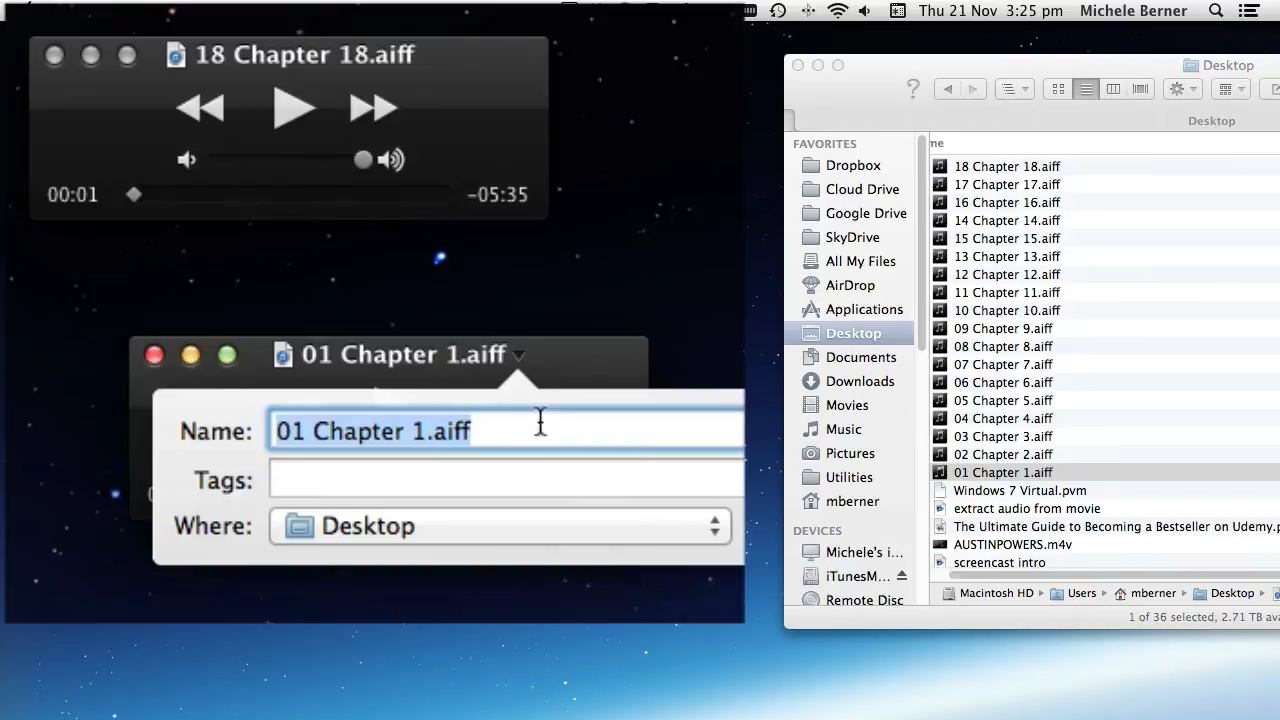 Thu 21 Nov 3:25 pm Michele Berner
18 Chapter 18.aiff
00:01
-05:35
01 Chapter 1.aiff
Name: 01 Chapter 1.aiff
Tags:
Where: Desktop
Desktop
?
Desktop
FAVORITES
Dropbox
Cloud Drive
Google Drive
SkyDrive
All My Files
AirDrop
Applications
Desktop
Documents
Downloads
Movies
Music
Pictures
Utilities
mberner
DEVICES
Michele's i...
iTunesM...
Remote Disc
me
18 Chapter 18.aiff
17 Chapter 17.aiff
16 Chapter 16.aiff
14 Chapter 14.aiff
15 Chapter 15.aiff
13 Chapter 13.aiff
12 Chapter 12.aiff
11 Chapter 11.aiff
10 Chapter 10.aiff
09 Chapter 9.aiff
08 Chapter 8.aiff
07 Chapter 7.aiff
06 Chapter 6.aiff
05 Chapter 5.aiff
04 Chapter 4.aiff
03 Chapter 3.aiff
02 Chapter 2.aiff
01 Chapter 1.aiff
Windows 7 Virtual.pvm
extract audio from movie
The Ultimate Guide to Becoming a Bestseller on Udemy.p
AUSTINPOWERS.m4v
screencast intro
Macintosh HD ▸ Users ▸ mberner ▸ Desktop ▸
1 of 36 selected, 2.71 TB ava